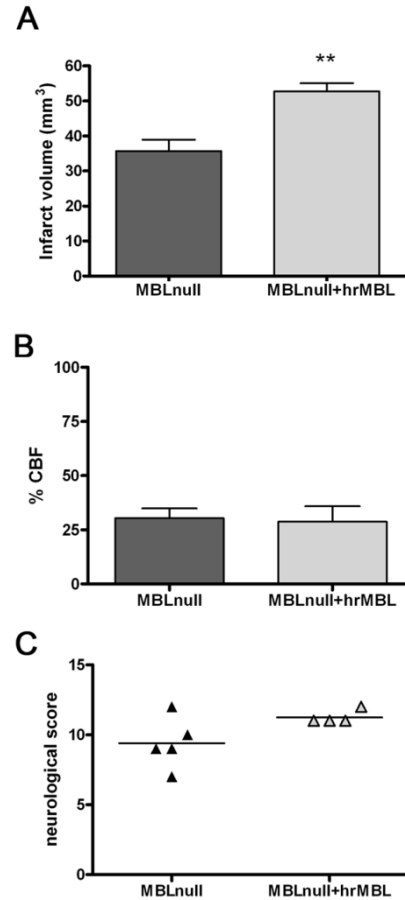 A
**
60
50
40
30
20
10
0
Infarct volume (mm³)
MBLnull
MBLnull+hrMBL
B
100
75
50
25
0
% CBF
MBLnull
MBLnull+hrMBL
C
15
10
5
0
neurological score
MBLnull
MBLnull+hrMBL